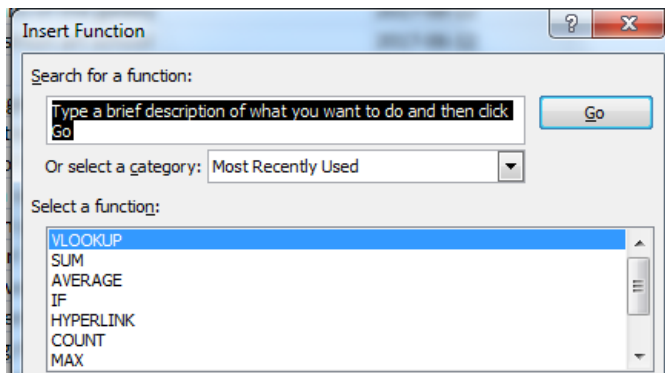 Insert Function
Search for a function:
Type a brief description of what you want to do and then click
Go
Go
Or select a category: Most Recently Used
Select a function:
VLOOKUP
SUM
AVERAGE
IF
HYPERLINK
COUNT
MAX